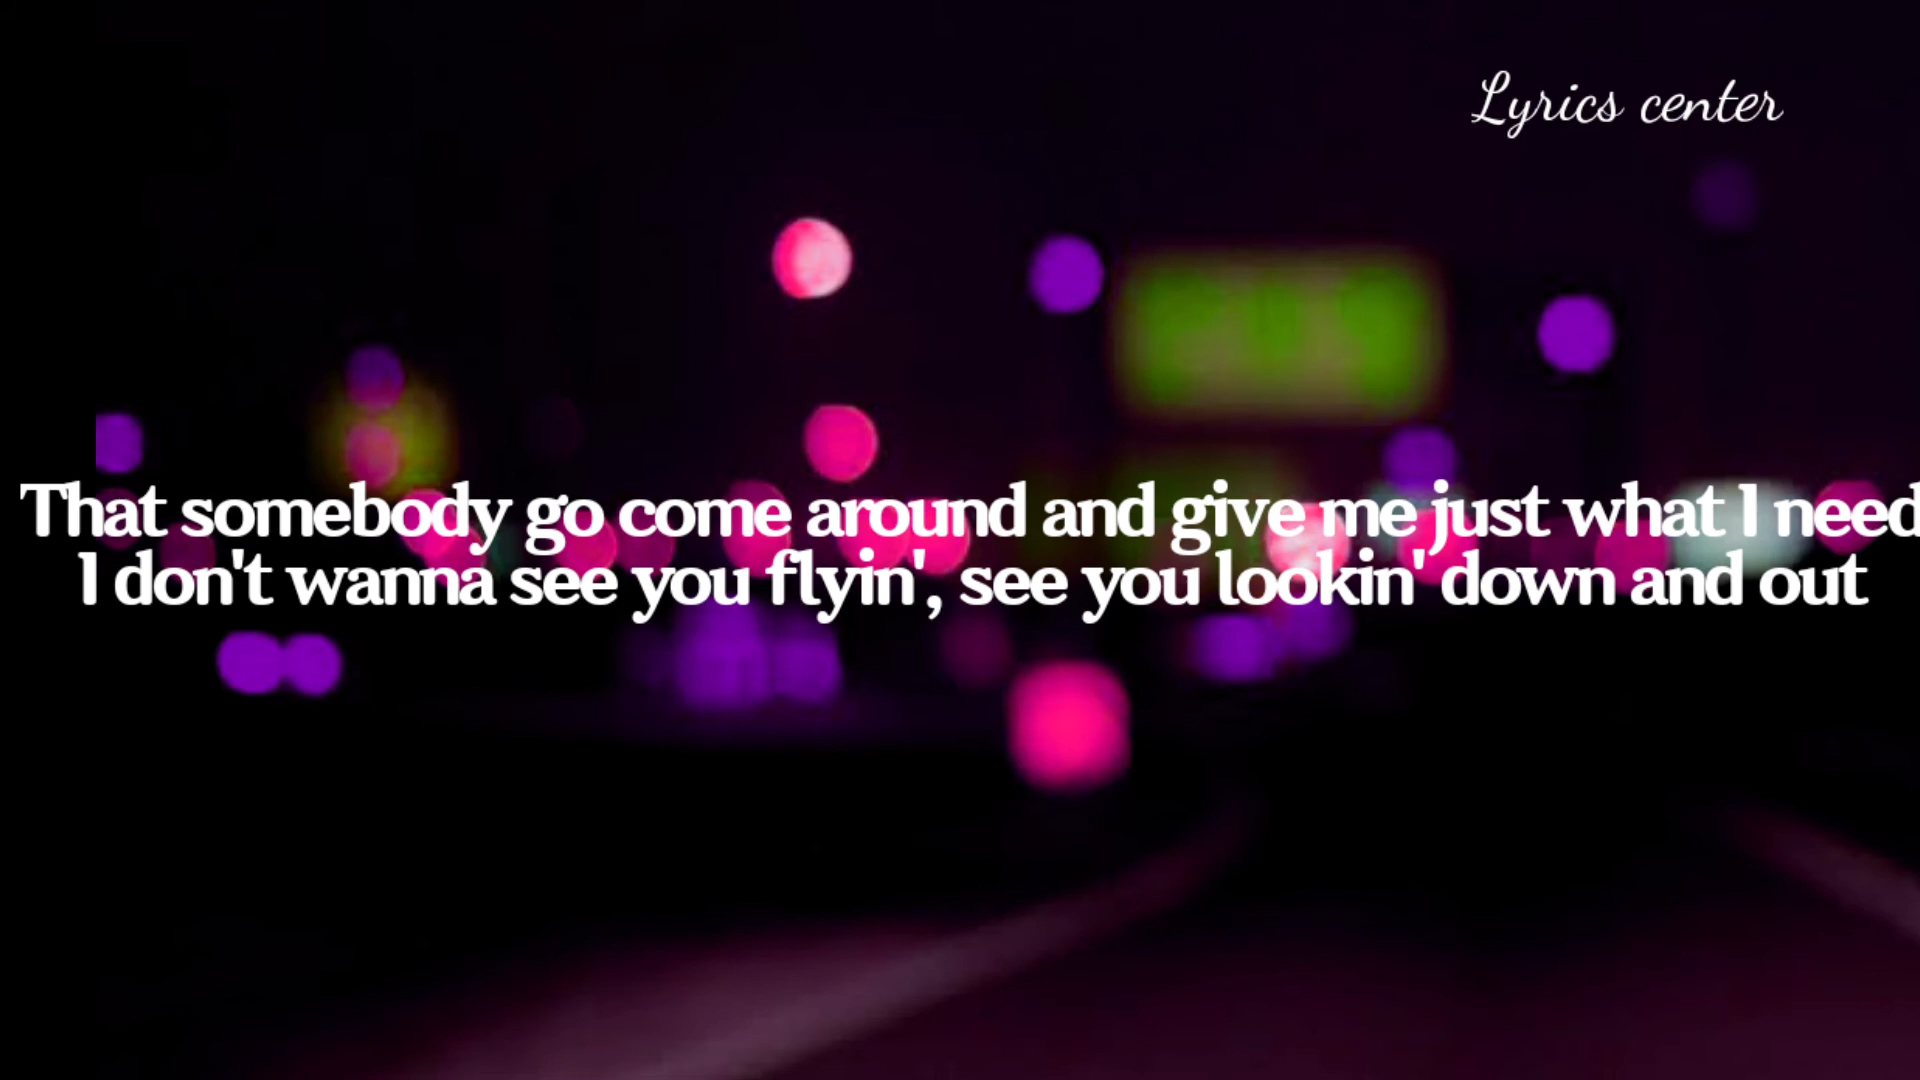 Lyrics center
That somebody go come around and give me just what I need
I don't wanna see you flyin', see you lookin' down and out